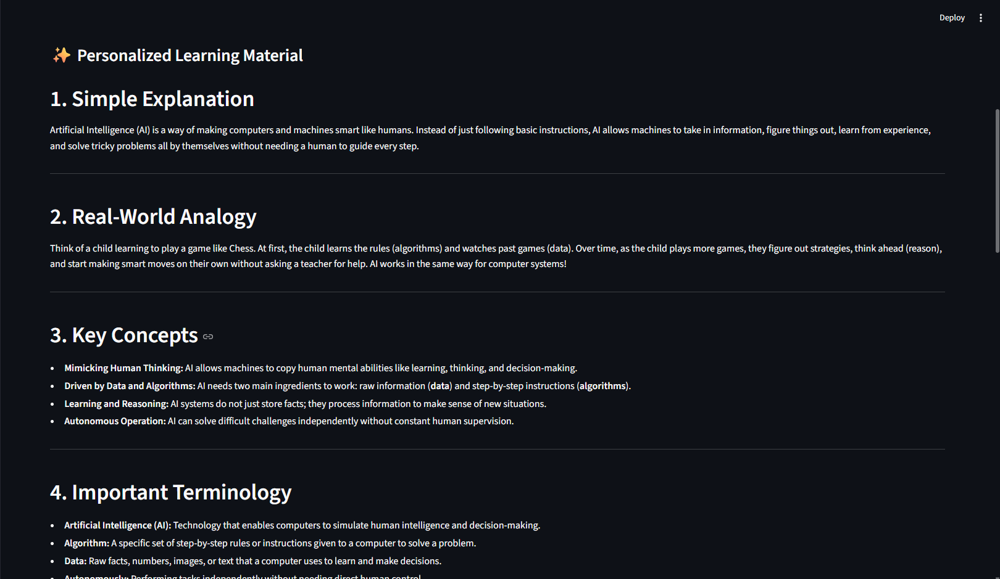 Deploy
✨ Personalized Learning Material
1. Simple Explanation
Artificial Intelligence (AI) is a way of making computers and machines smart like humans. Instead of just following basic instructions, AI allows machines to take in information, figure things out, learn from experience,
and solve tricky problems all by themselves without needing a human to guide every step.
2. Real-World Analogy
Think of a child learning to play a game like Chess. At first, the child learns the rules (algorithms) and watches past games (data). Over time, as the child plays more games, they figure out strategies, think ahead (reason),
and start making smart moves on their own without asking a teacher for help. AI works in the same way for computer systems!
3. Key Concepts
• Mimicking Human Thinking: AI allows machines to copy human mental abilities like learning, thinking, and decision-making.
• Driven by Data and Algorithms: AI needs two main ingredients to work: raw information (data) and step-by-step instructions (algorithms).
• Learning and Reasoning: AI systems do not just store facts; they process information to make sense of new situations.
• Autonomous Operation: AI can solve difficult challenges independently without constant human supervision.
4. Important Terminology
• Artificial Intelligence (AI): Technology that enables computers to simulate human intelligence and decision-making.
• Algorithm: A specific set of step-by-step rules or instructions given to a computer to solve a problem.
• Data: Raw facts, numbers, images, or text that a computer uses to learn and make decisions.
• Autonomously: Performing tasks independently without needing direct human control.